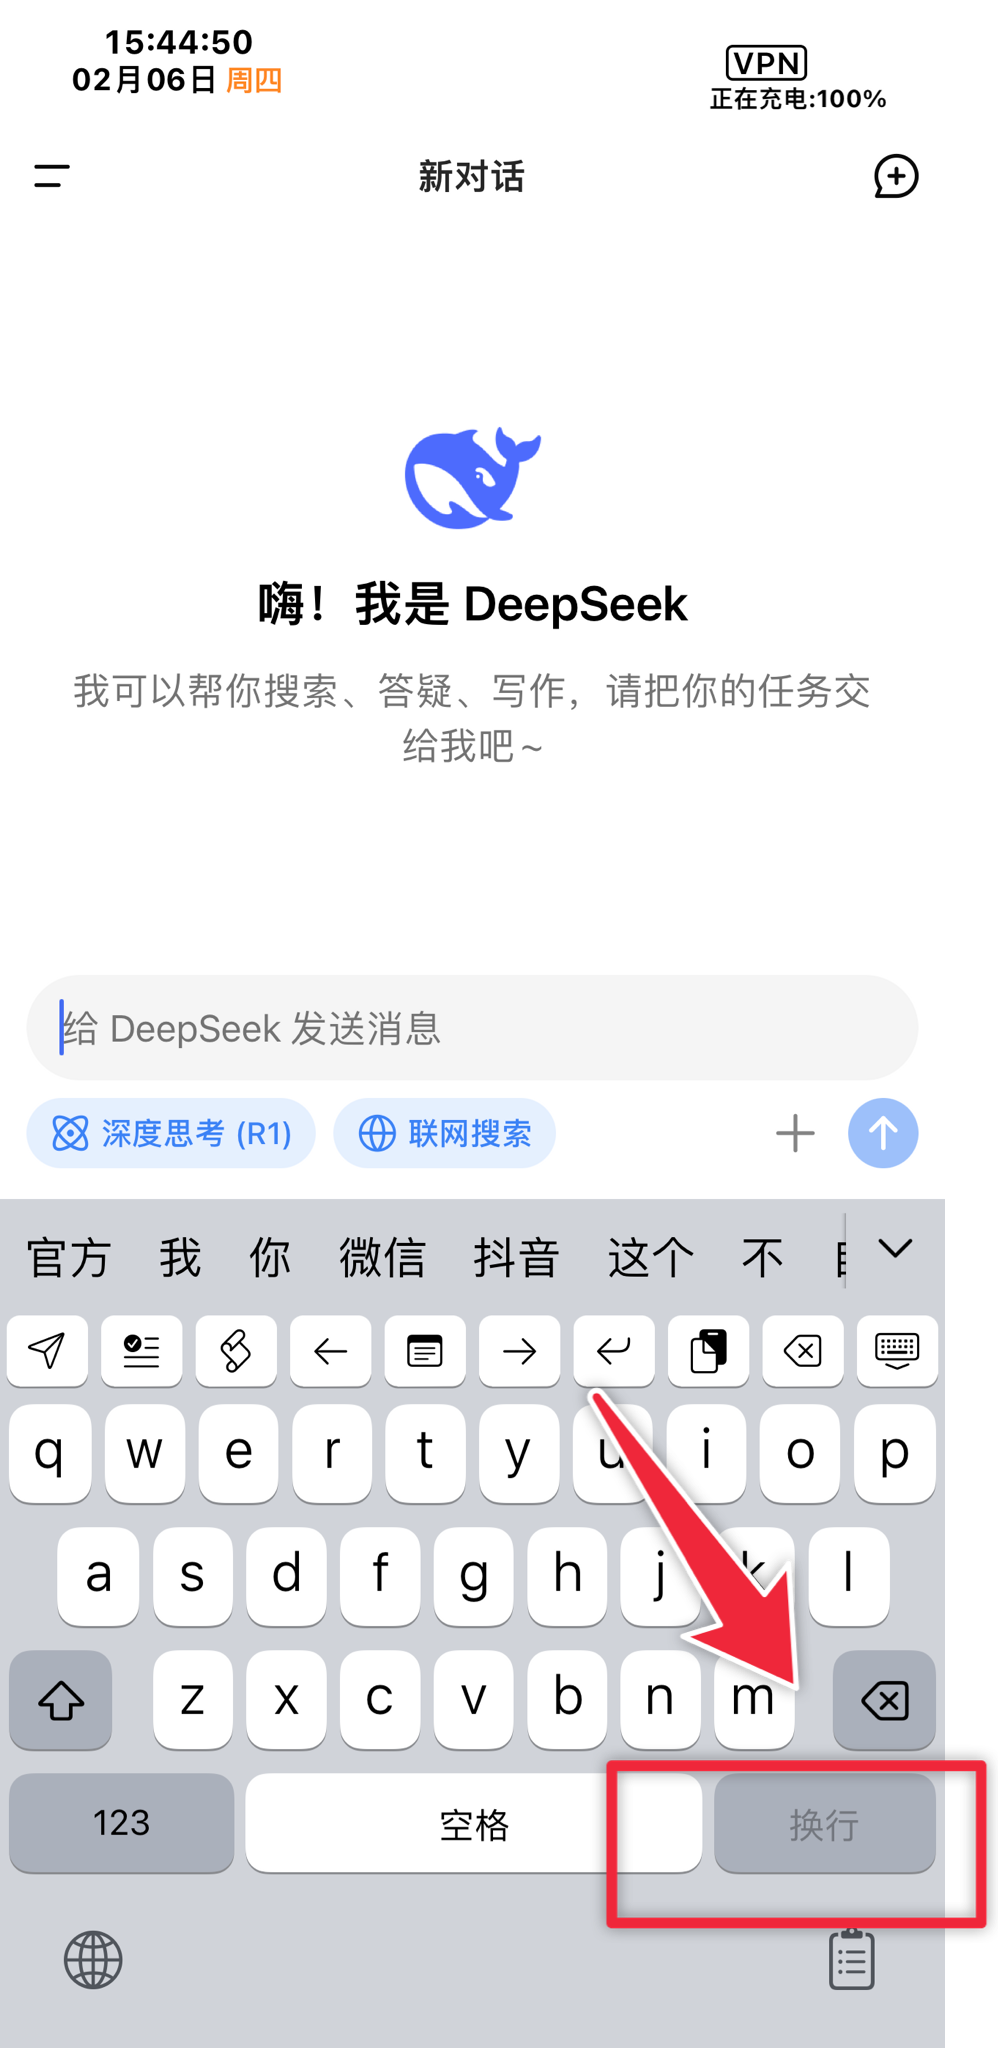 15:44:50
02月06日 周四
VPN
正在充电:100%
新对话
嗨！我是 DeepSeek
我可以帮你搜索、答疑、写作，请把你的任务交
给我吧～
给 DeepSeek 发送消息
深度思考 (R1)
联网搜索
官方 我 你 微信 抖音 这个 不
q w e r t y u i o p
a s d f g h j k l
z x c v b n m
123 空格 换行